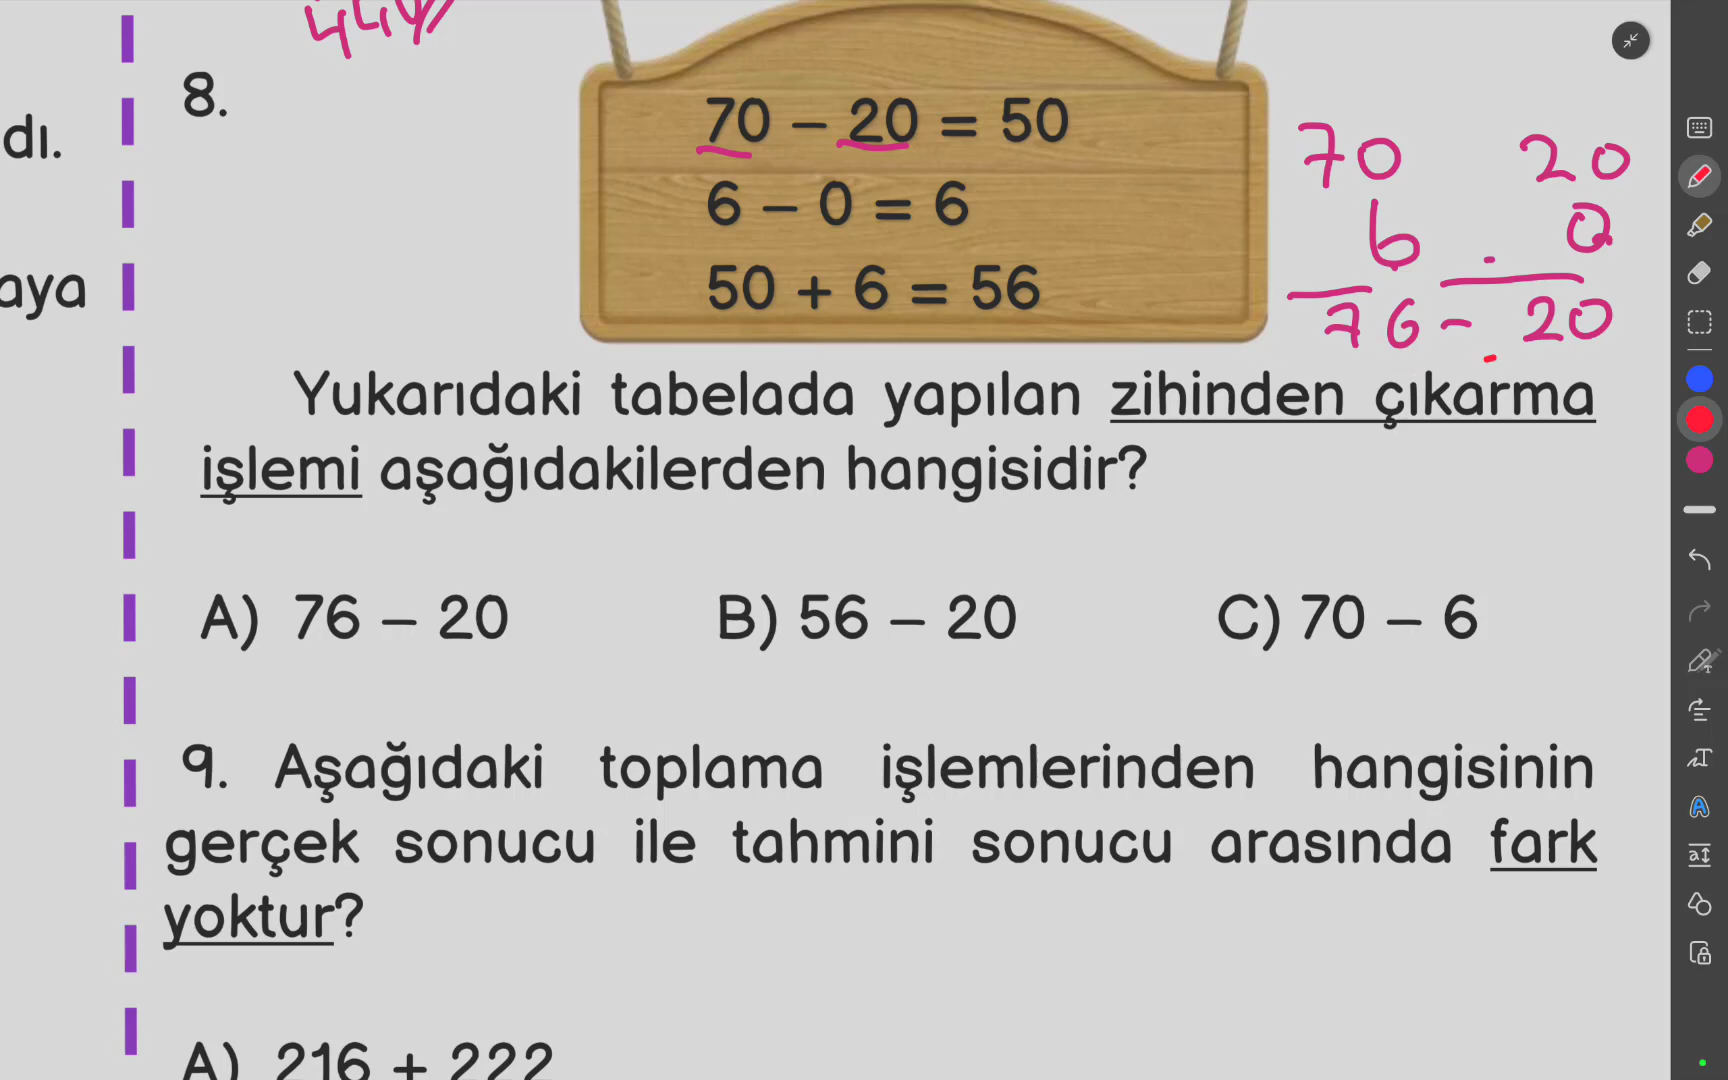 444
dı.
aya
8.
70 – 20 = 50
6 – 0 = 6
50 + 6 = 56
70 20
6 0
76 - 20
Yukarıdaki tabelada yapılan zihinden çıkarma
işlemi aşağıdakilerden hangisidir?
A) 76 – 20 B) 56 – 20 C) 70 – 6
9. Aşağıdaki toplama işlemlerinden hangisinin
gerçek sonucu ile tahmini sonucu arasında fark
yoktur?
A) 216 + 222